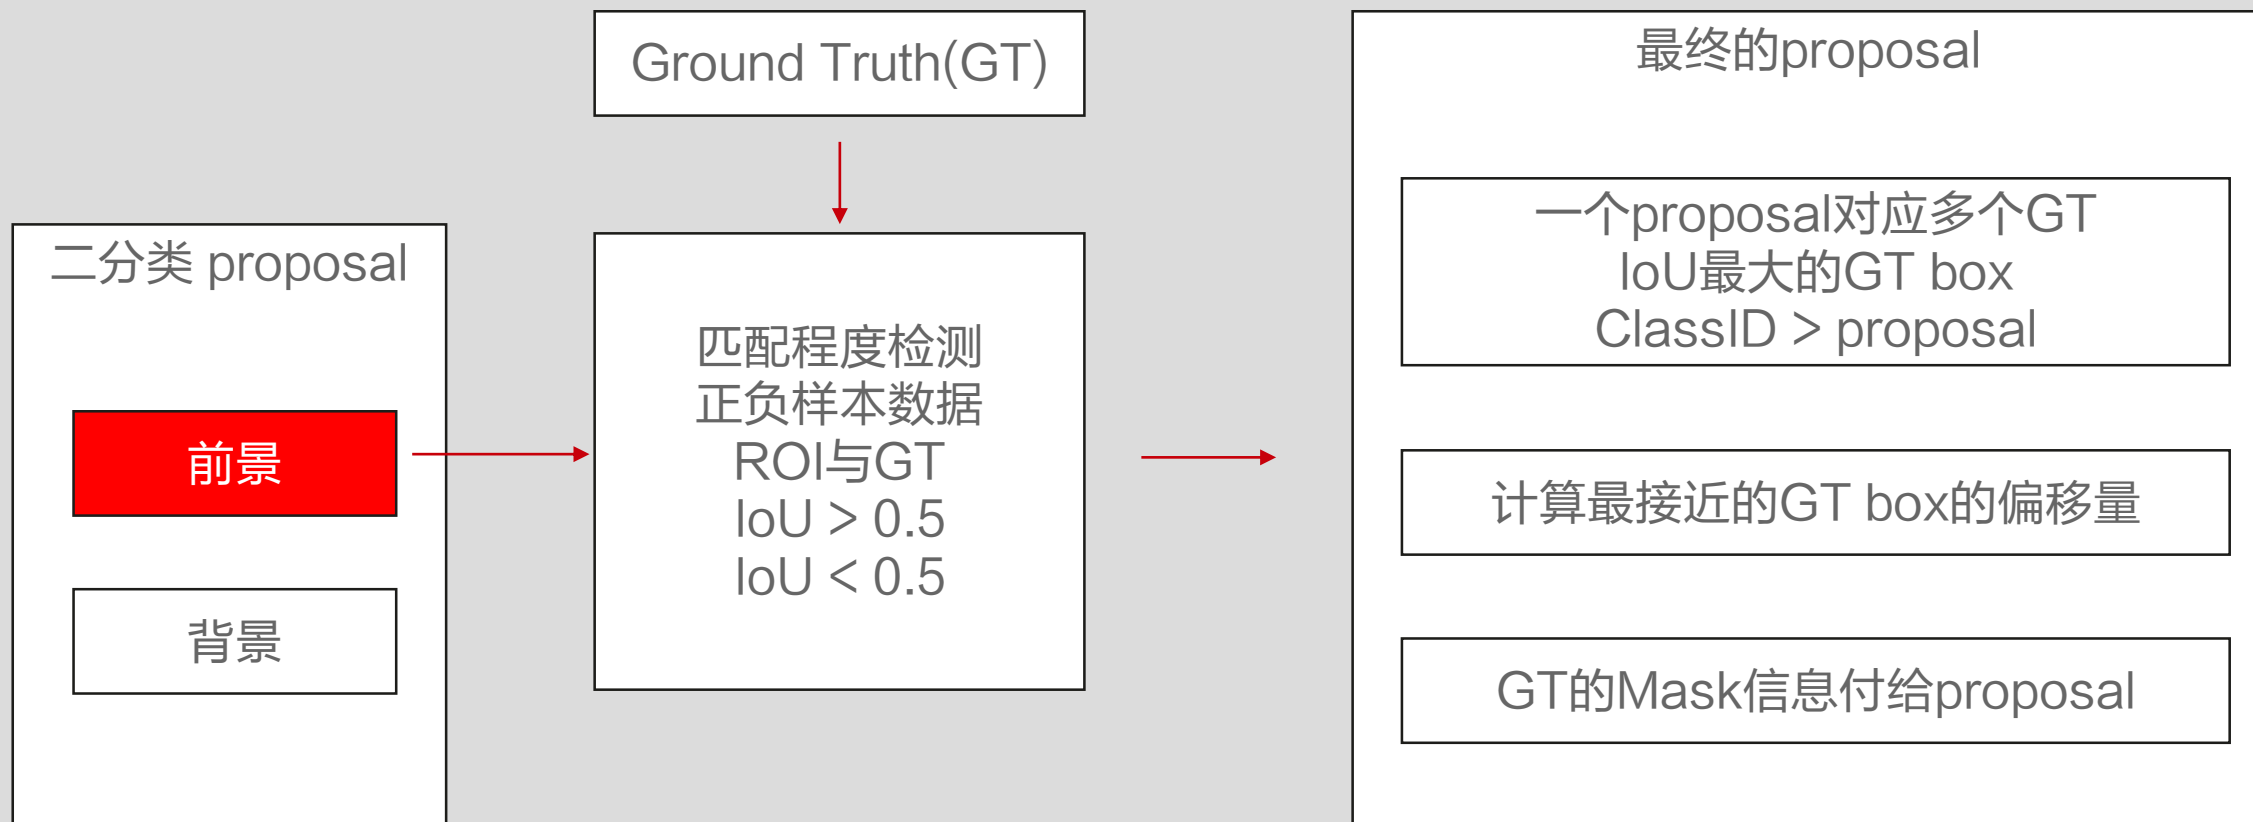 Ground Truth(GT)
二分类 proposal
前景
背景
匹配程度检测
正负样本数据
ROI与GT
IoU > 0.5
IoU < 0.5
最终的proposal
一个proposal对应多个GT
IoU最大的GT box
ClassID > proposal
计算最接近的GT box的偏移量
GT的Mask信息付给proposal